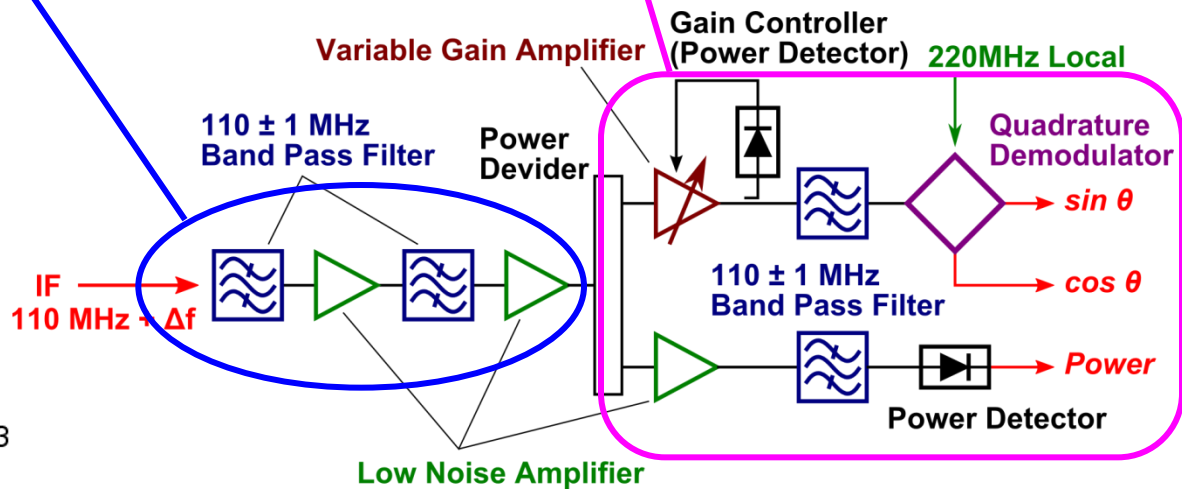 Gain Controller
(Power Detector)
Variable Gain Amplifier
220MHz Local
110 ± 1 MHz
Band Pass Filter
Power
Devider
Quadrature
Demodulator
sin θ
cos θ
IF
110 MHz + Δf
110 ± 1 MHz
Band Pass Filter
Power
Power Detector
Low Noise Amplifier
3